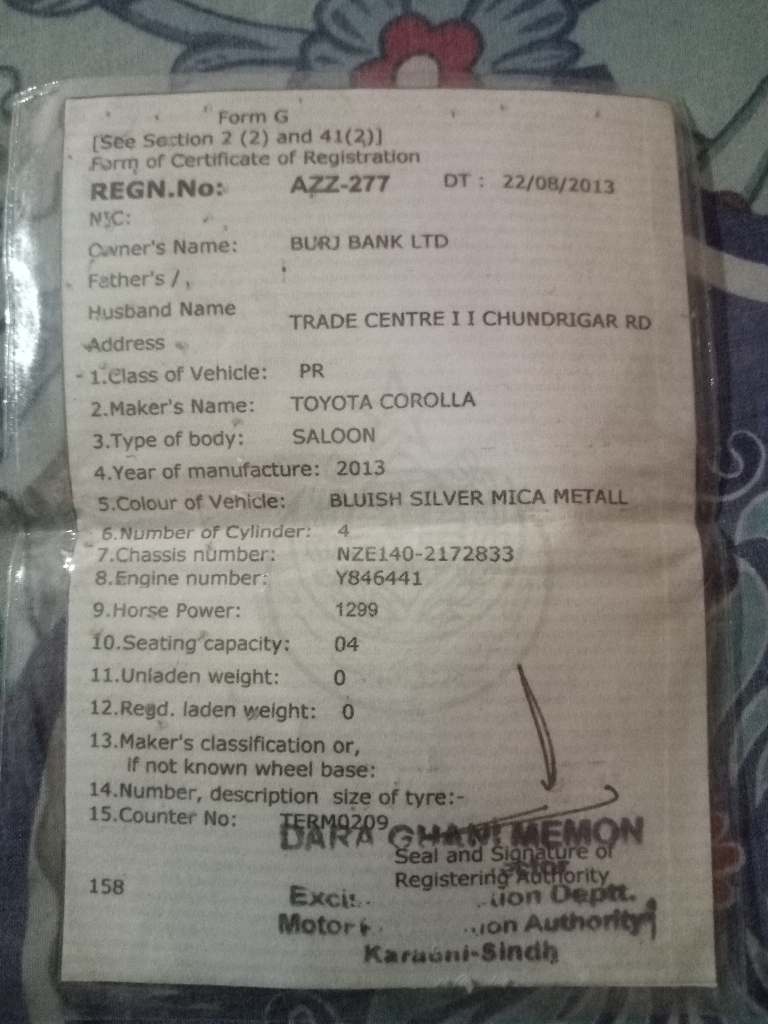 Form G
[See Section 2 (2) and 41(2)]
Form of Certificate of Registration
REGN.No: AZZ-277 DT : 22/08/2013
NIC:
Owner's Name: BURJ BANK LTD
Father's /
Husband Name
TRADE CENTRE I I CHUNDRIGAR RD
Address
1.Class of Vehicle: PR
2.Maker's Name: TOYOTA COROLLA
3.Type of body: SALOON
4.Year of manufacture: 2013
5.Colour of Vehicle: BLUISH SILVER MICA METALL
6.Number of Cylinder: 4
7.Chassis number: NZE140-2172833
8.Engine number: Y846441
9.Horse Power: 1299
10.Seating capacity: 04
11.Unladen weight: 0
12.Regd. laden weight: 0
13.Maker's classification or,
if not known wheel base:
14.Number, description size of tyre:-
15.Counter No: TERM0209
DARA GHANI MEMON
Seal and Signature of
Registering Authority
158
Deptt.
Motor Authority
Karachi-Sindh